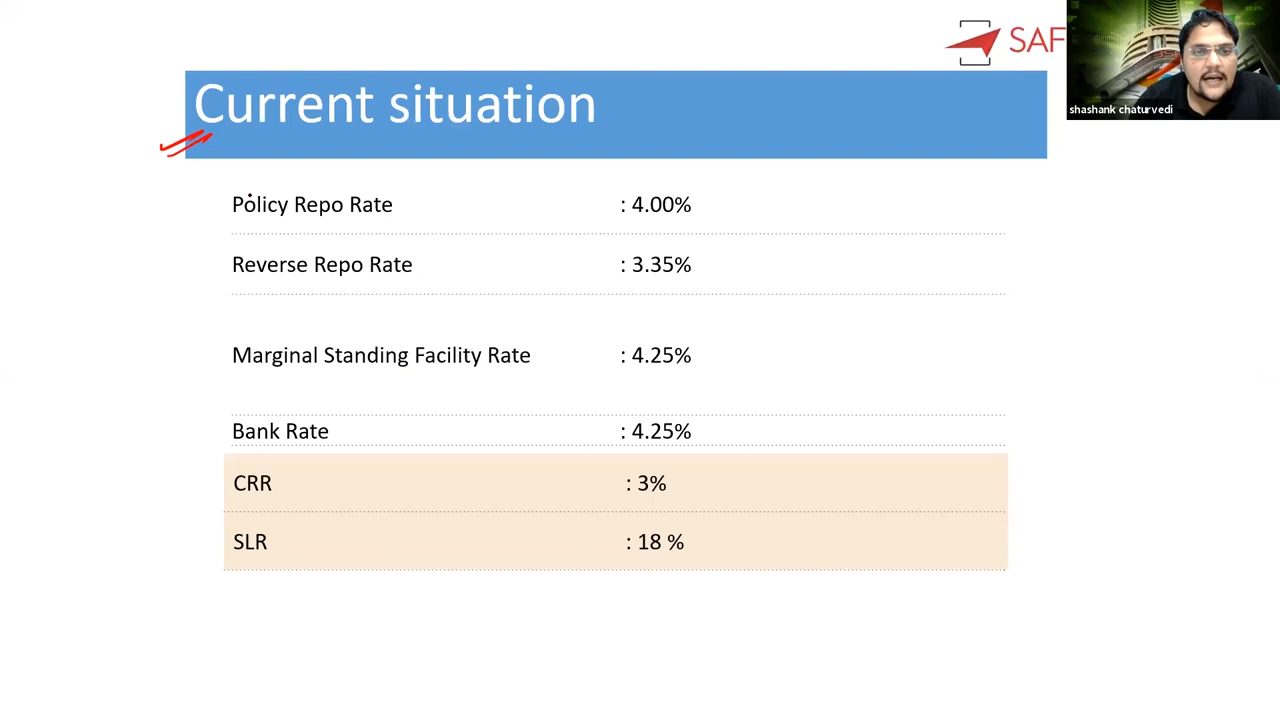 SAF
shashank chaturvedi
Current situation
Policy Repo Rate : 4.00%
Reverse Repo Rate : 3.35%
Marginal Standing Facility Rate : 4.25%
Bank Rate : 4.25%
CRR : 3%
SLR : 18 %